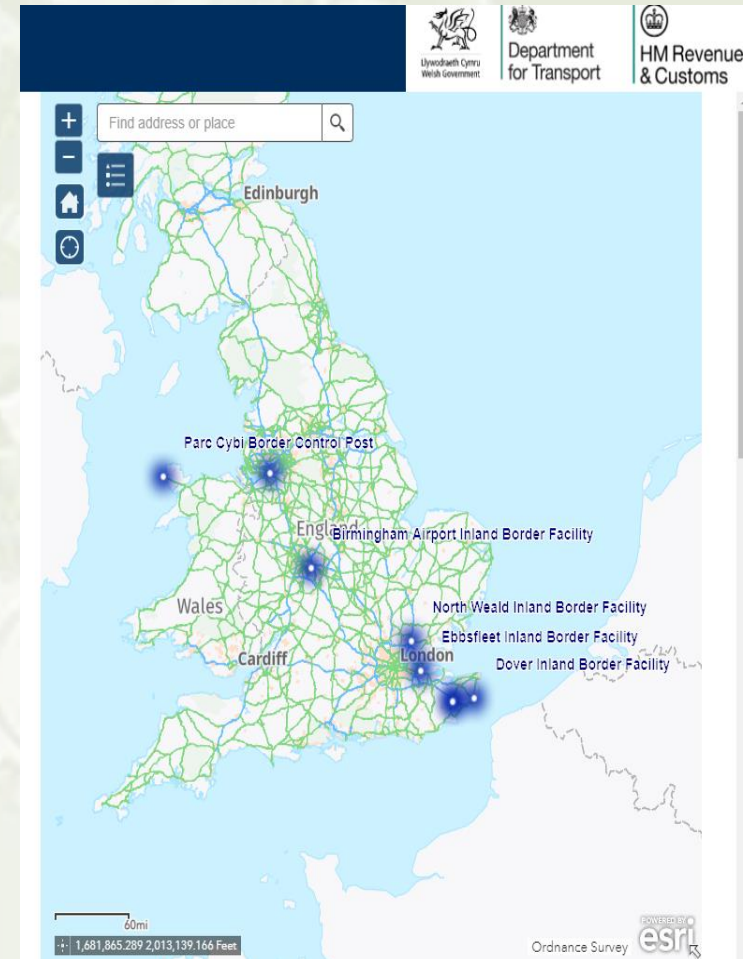 Llywodraeth Cymru
Welsh Government
Department
for Transport
HM Revenue
& Customs
+
Find address or place
−
Edinburgh
Parc Cybi Border Control Post
England
Birmingham Airport Inland Border Facility
Wales
North Weald Inland Border Facility
Ebbsfleet Inland Border Facility
Cardiff
London
Dover Inland Border Facility
60mi
1,681,865.289 2,013,139.166 Feet
Ordnance Survey
POWERED BY
esri